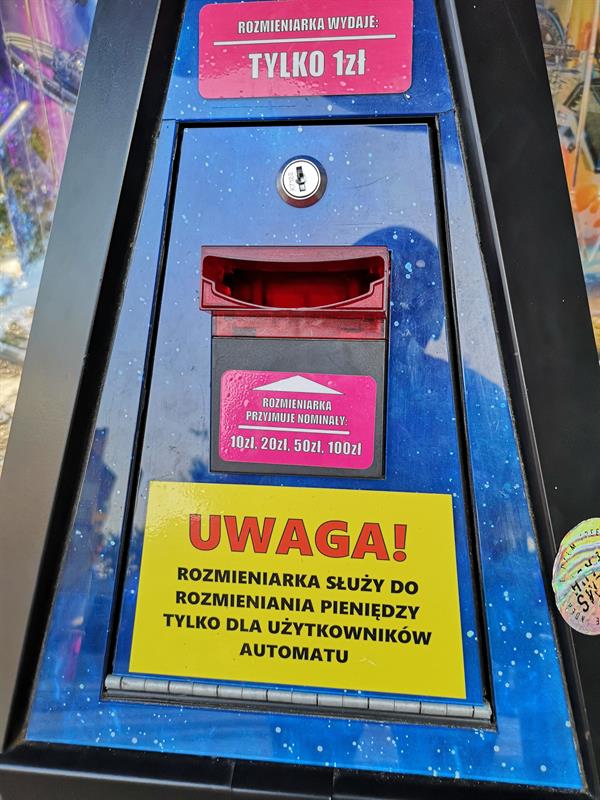 ROZMIENIARKA WYDAJE:
TYLKO 1zł
ROZMIENIARKA
PRZYJMUJE NOMINAŁY:
10zł, 20zł, 50zł, 100zł
UWAGA!
ROZMIENIARKA SŁUŻY DO
ROZMIENIANIA PIENIĘDZY
TYLKO DLA UŻYTKOWNIKÓW
AUTOMATU